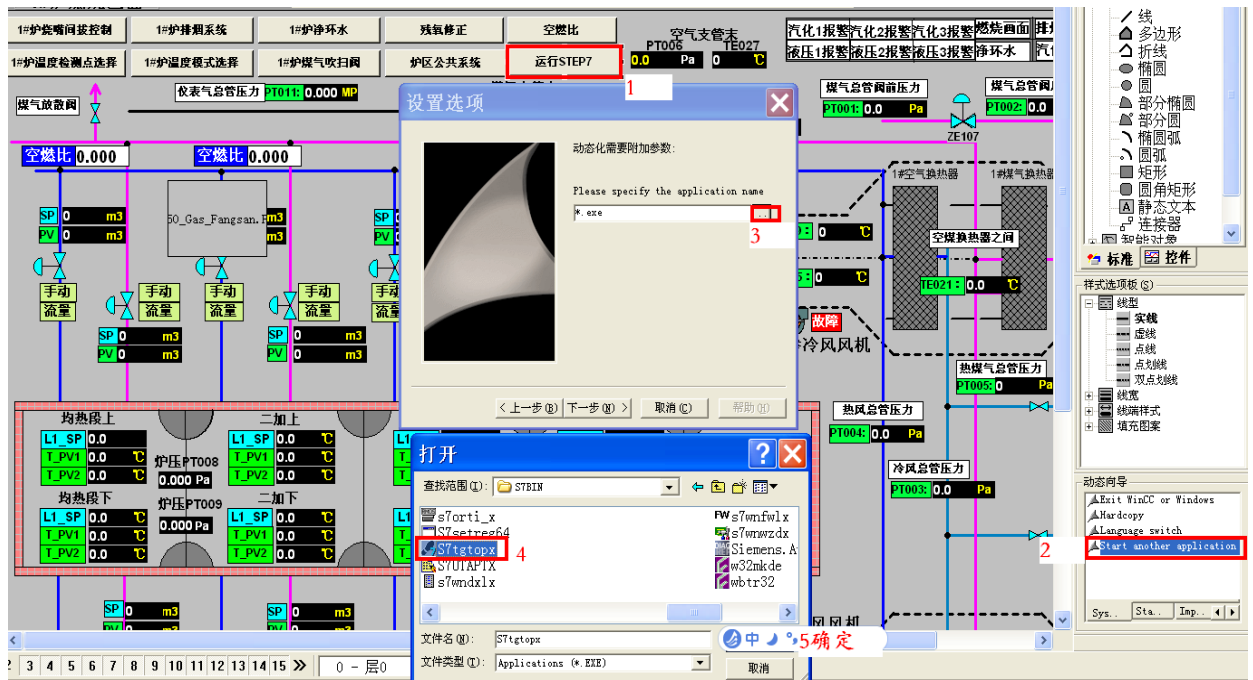 1#炉烧嘴间拔控制
1#炉排烟系统
1#炉净环水
残氧修正
空燃比
空气支管末
PT006
TE027
0.0 Pa
0 ℃
汽化1报警
汽化2报警
汽化3报警
燃烧画面
1#炉温度检测点选择
1#炉温度模式选择
1#炉煤气吹扫阀
炉区公共系统
运行STEP7
液压1报警
液压2报警
液压3报警
净环水
1
煤气放散阀
仪表气总管压力
PT011: 0.000 MP
煤气总管阀前压力
PT001: 0.0 Pa
PT002: 0.0
ZE107
空燃比 0.000
空燃比 0.000
SP 0 m3
PV 0 m3
50_Gas_Fangsan.
m3
m3
SP
PV
手动
流量
手动
流量
手动
流量
手动
流量
SP 0 m3
PV 0 m3
SP 0 m3
PV 0 m3
设置选项
动态化需要附加参数:
Please specify the application name
*.exe
...
3
<上一步(B)
下一步(N)>
取消(C)
帮助(H)
1#空气换热器
1#煤气换热器
0 ℃
空煤换热器之间
0 ℃
TE021: 0.0 ℃
故障
冷风风机
热煤气总管压力
PT005: 0 Pa
热风总管压力
PT004: 0.0 Pa
冷风总管压力
PT003: 0.0 Pa
均热段上
L1_SP 0.0
T_PV1 0.0 ℃
T_PV2 0.0 ℃
炉压PT008
0.000 Pa
二加上
L1_SP 0.0 ℃
T_PV1 0.0 ℃
T_PV2 0.0 ℃
均热段下
L1_SP 0.0 ℃
T_PV1 0.0 ℃
T_PV2 0.0 ℃
炉压PT009
0.000 Pa
二加下
L1_SP 0.0 ℃
T_PV1 0.0 ℃
T_PV2 0.0 ℃
SP 0 m3
SP 0 m3
打开
查找范围(I):
S7BIN
s7orti_x
S7setreg64
S7tgtopx
4
S7UTAPTX
s7wndxlx
s7wnfwlx
s7wnwzdx
Siemens.A
w32mkde
wbtr32
文件名(N):
S7tgtopx
文件类型(T):
Applications (*.EXE)
中
5确定
取消
风风机
2 3 4 5 6 7 8 9 10 11 12 13 14 15
0 - 层0
线
多边形
折线
椭圆
圆
部分椭圆
部分圆
椭圆弧
圆弧
矩形
圆角矩形
静态文本
连接器
智能对象
标准
控件
样式选项板(S)
线型
实线
虚线
点线
点划线
双点划线
线宽
线端样式
填充图案
动态向导
Exit WinCC or Windows
Hardcopy
Language switch
2
Start another application
Sys..
Sta..
Imp..